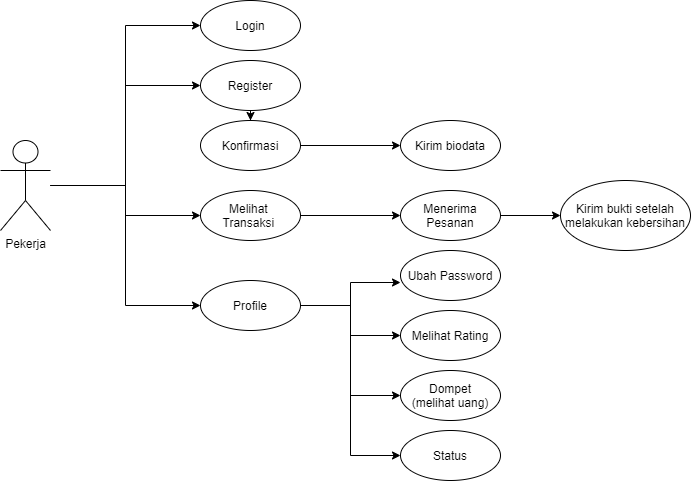 Login
Register
Konfirmasi
Kirim biodata
Pekerja
Melihat
Transaksi
Menerima
Pesanan
Kirim bukti setelah
melakukan kebersihan
Profile
Ubah Password
Melihat Rating
Dompet
(melihat uang)
Status